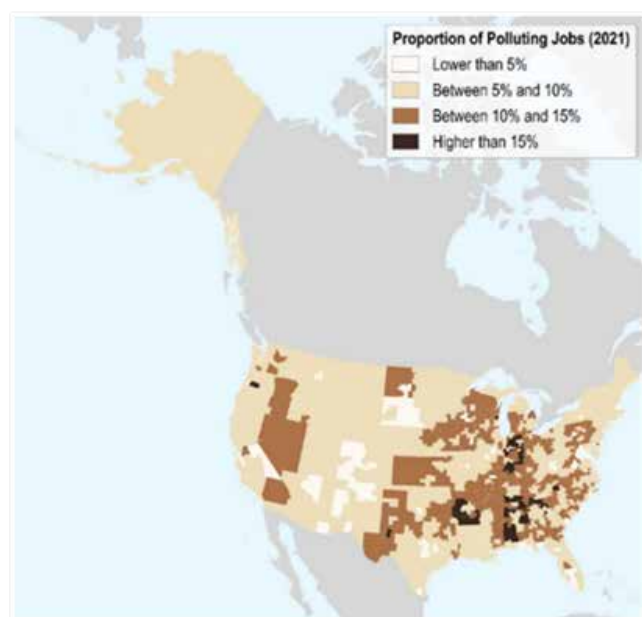 Proportion of Polluting Jobs (2021)
Lower than 5%
Between 5% and 10%
Between 10% and 15%
Higher than 15%